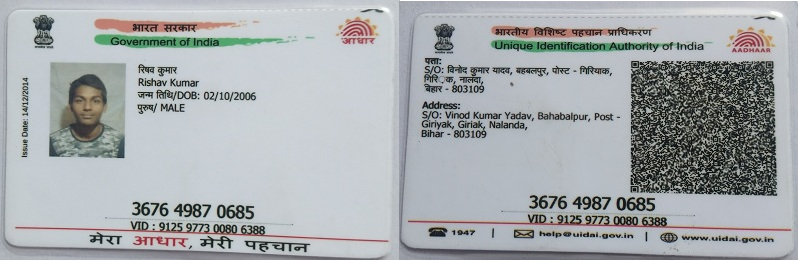 भारत सरकार
Government of India
आधार
Issue Date: 14/12/2014
रिषव कुमार
Rishav Kumar
जन्म तिथि/DOB: 02/10/2006
पुरुष/ MALE
3676 4987 0685
VID : 9125 9773 0080 6388
मेरा आधार, मेरी पहचान
भारतीय विशिष्ट पहचान प्राधिकरण
Unique Identification Authority of India
AADHAAR
पता:
S/O: विनोद कुमार यादव, बहबलपुर, पोस्ट - गिरियाक,
नालंदा,
बिहार - 803109
Address:
S/O: Vinod Kumar Yadav, Bahabalpur, Post -
Giriyak, Giriak, Nalanda,
Bihar - 803109
3676 4987 0685
VID : 9125 9773 0080 6388
1947 | help@uidai.gov.in | www.uidai.gov.in